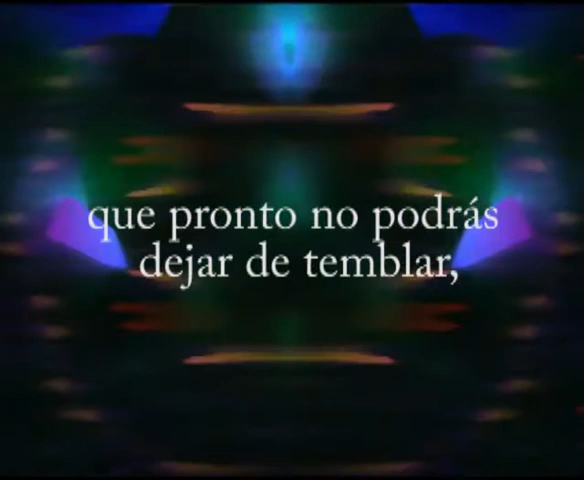 que pronto no podrás
dejar de temblar,